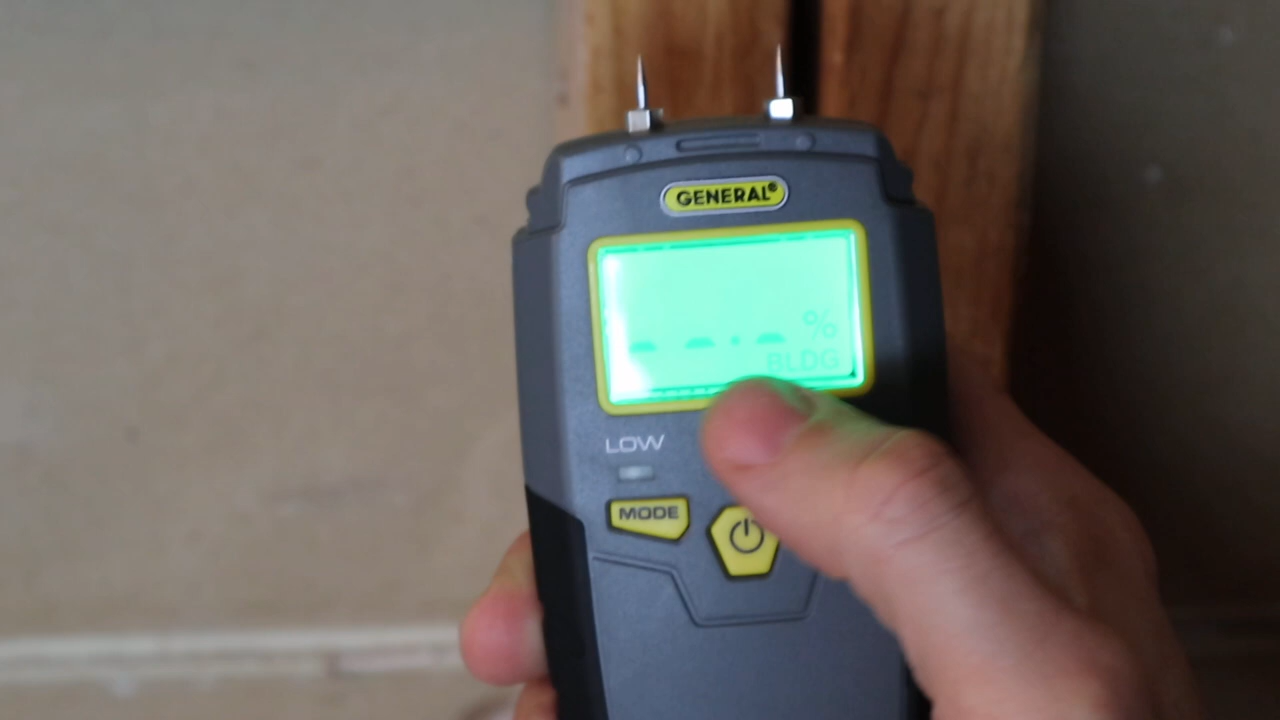 GENERAL®
- - . - %
BLDG
LOW
MODE